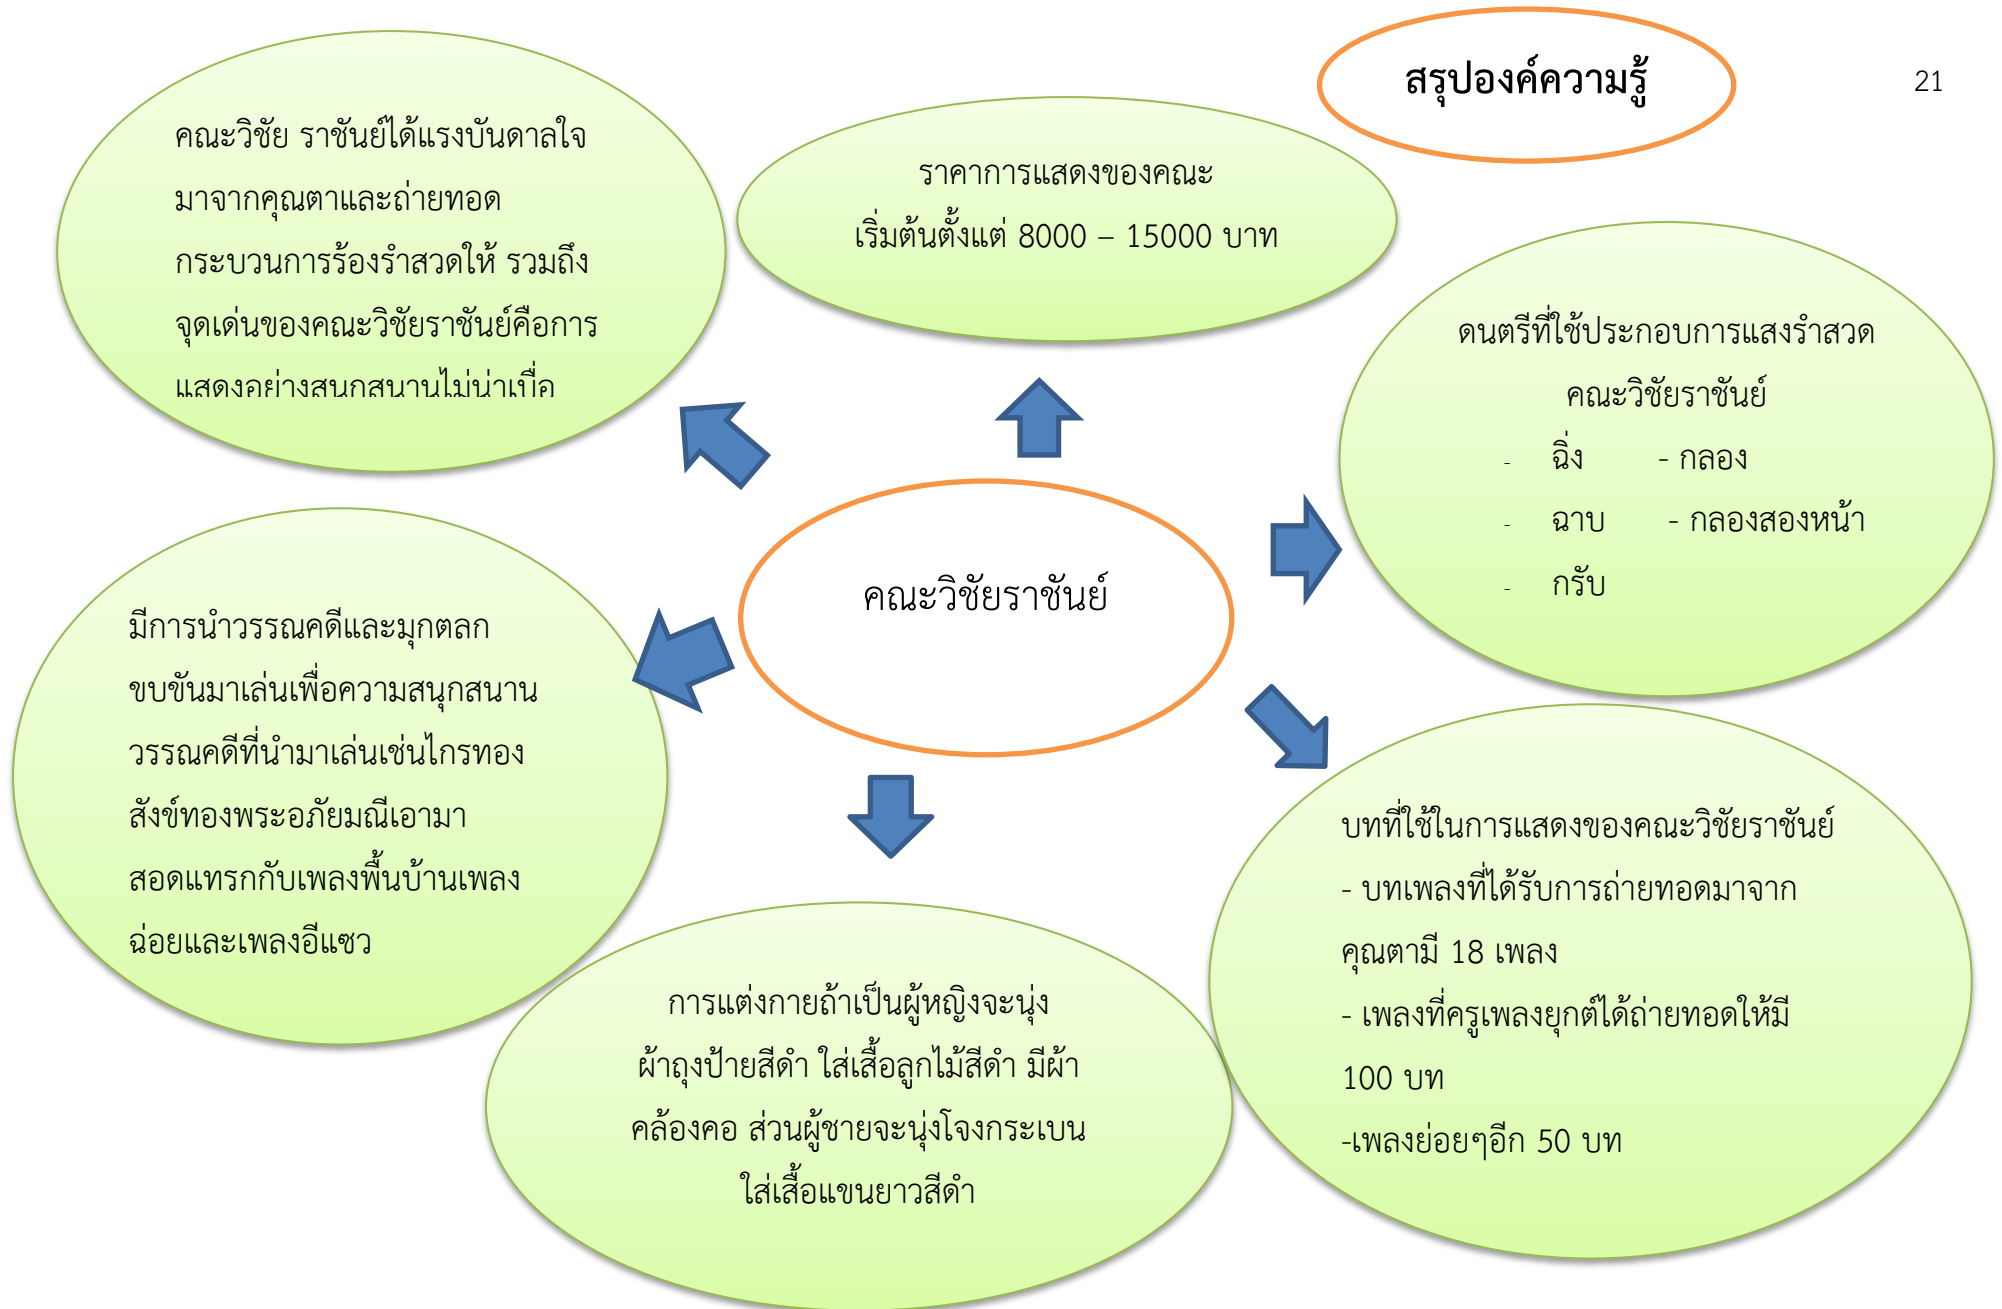 สรุปองค์ความรู้
21
คณะวิชัย ราชันย์ได้แรงบันดาลใจ
มาจากคุณตาและถ่ายทอด
กระบวนการร้องรำสวดให้ รวมถึง
จุดเด่นของคณะวิชัยราชันย์คือการ
แสดงอย่างสนุกสนานไม่น่าเบื่อ
ราคาการแสดงของคณะ
เริ่มต้นตั้งแต่ 8000 – 15000 บาท
ดนตรีที่ใช้ประกอบการแสงรำสวด
คณะวิชัยราชันย์
- ฉิ่ง - กลอง
- ฉาบ - กลองสองหน้า
- กรับ
คณะวิชัยราชันย์
มีการนำวรรณคดีและมุกตลก
ขบขันมาเล่นเพื่อความสนุกสนาน
วรรณคดีที่นำมาเล่นเช่นไกรทอง
สังข์ทองพระอภัยมณีเอามา
สอดแทรกกับเพลงพื้นบ้านเพลง
ฉ่อยและเพลงอีแซว
การแต่งกายถ้าเป็นผู้หญิงจะนุ่ง
ผ้าถุงป้ายสีดำ ใส่เสื้อลูกไม้สีดำ มีผ้า
คล้องคอ ส่วนผู้ชายจะนุ่งโจงกระเบน
ใส่เสื้อแขนยาวสีดำ
บทที่ใช้ในการแสดงของคณะวิชัยราชันย์
- บทเพลงที่ได้รับการถ่ายทอดมาจาก
คุณตามี 18 เพลง
- เพลงที่ครูเพลงยุกต์ได้ถ่ายทอดให้มี
100 บท
-เพลงย่อยๆอีก 50 บท